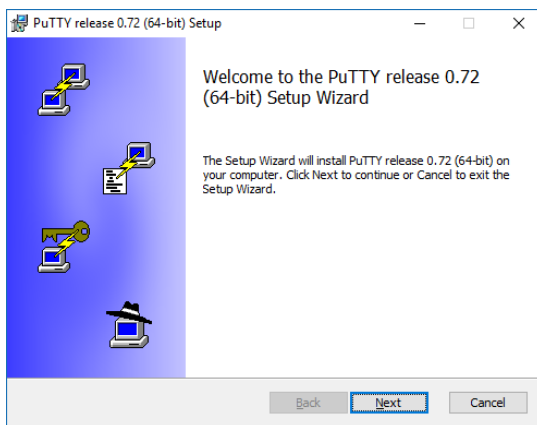 PuTTY release 0.72 (64-bit) Setup
Welcome to the PuTTY release 0.72
(64-bit) Setup Wizard
The Setup Wizard will install PuTTY release 0.72 (64-bit) on
your computer. Click Next to continue or Cancel to exit the
Setup Wizard.
Back Next Cancel